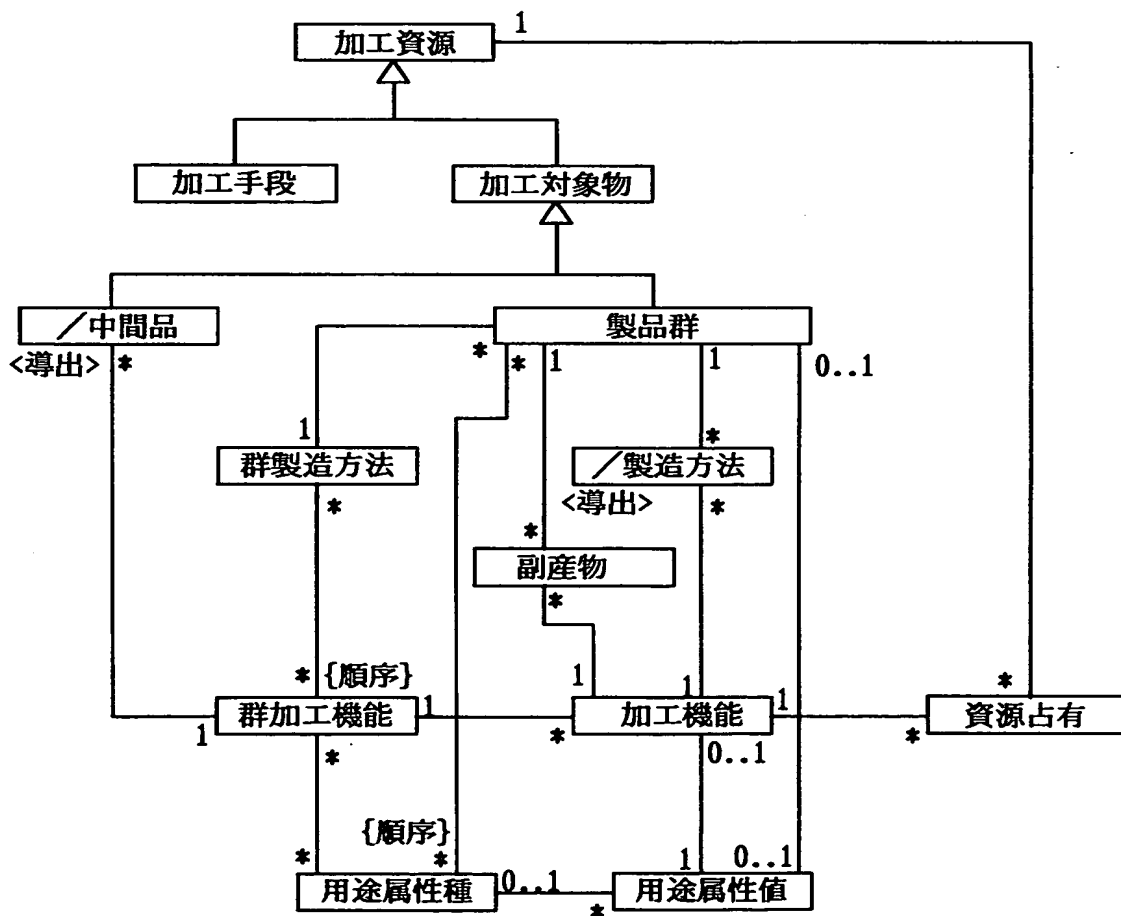 加工資源
1
加工手段
加工対象物
／中間品
製品群
<導出>
*
*
*
1
1
0..1
1
*
群製造方法
／製造方法
*
<導出>
*
*
副産物
*
*
{順序}
1
1
*
群加工機能
1
加工機能
1
資源占有
1
*
*
0..1
*
{順序}
*
*
1
0..1
用途属性種
0..1
用途属性値
*